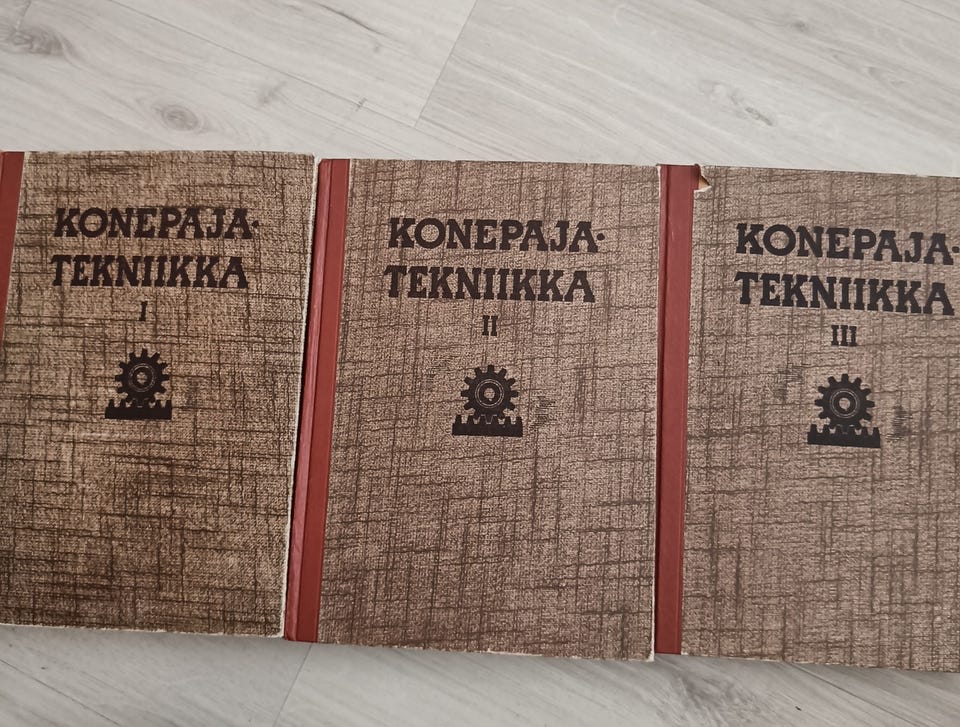 KONEPAJA-
TEKNIIKKA
I
KONEPAJA-
TEKNIIKKA
II
KONEPAJA-
TEKNIIKKA
III